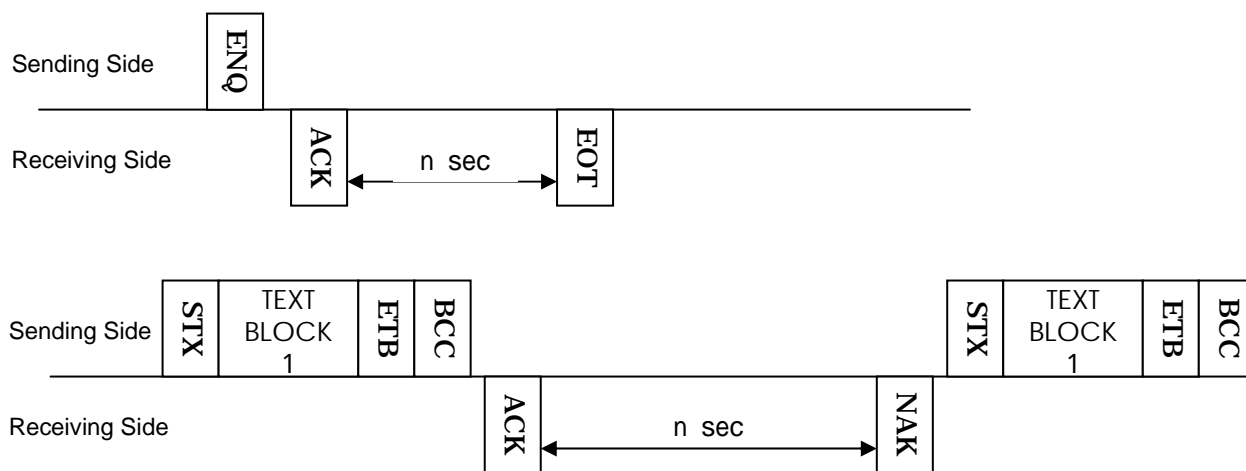 ENQ
Sending Side
Receiving Side
ACK
n sec
EOT
Sending Side
STX
TEXT
BLOCK
1
ETB
BCC
STX
TEXT
BLOCK
1
ETB
BCC
Receiving Side
ACK
n sec
NAK